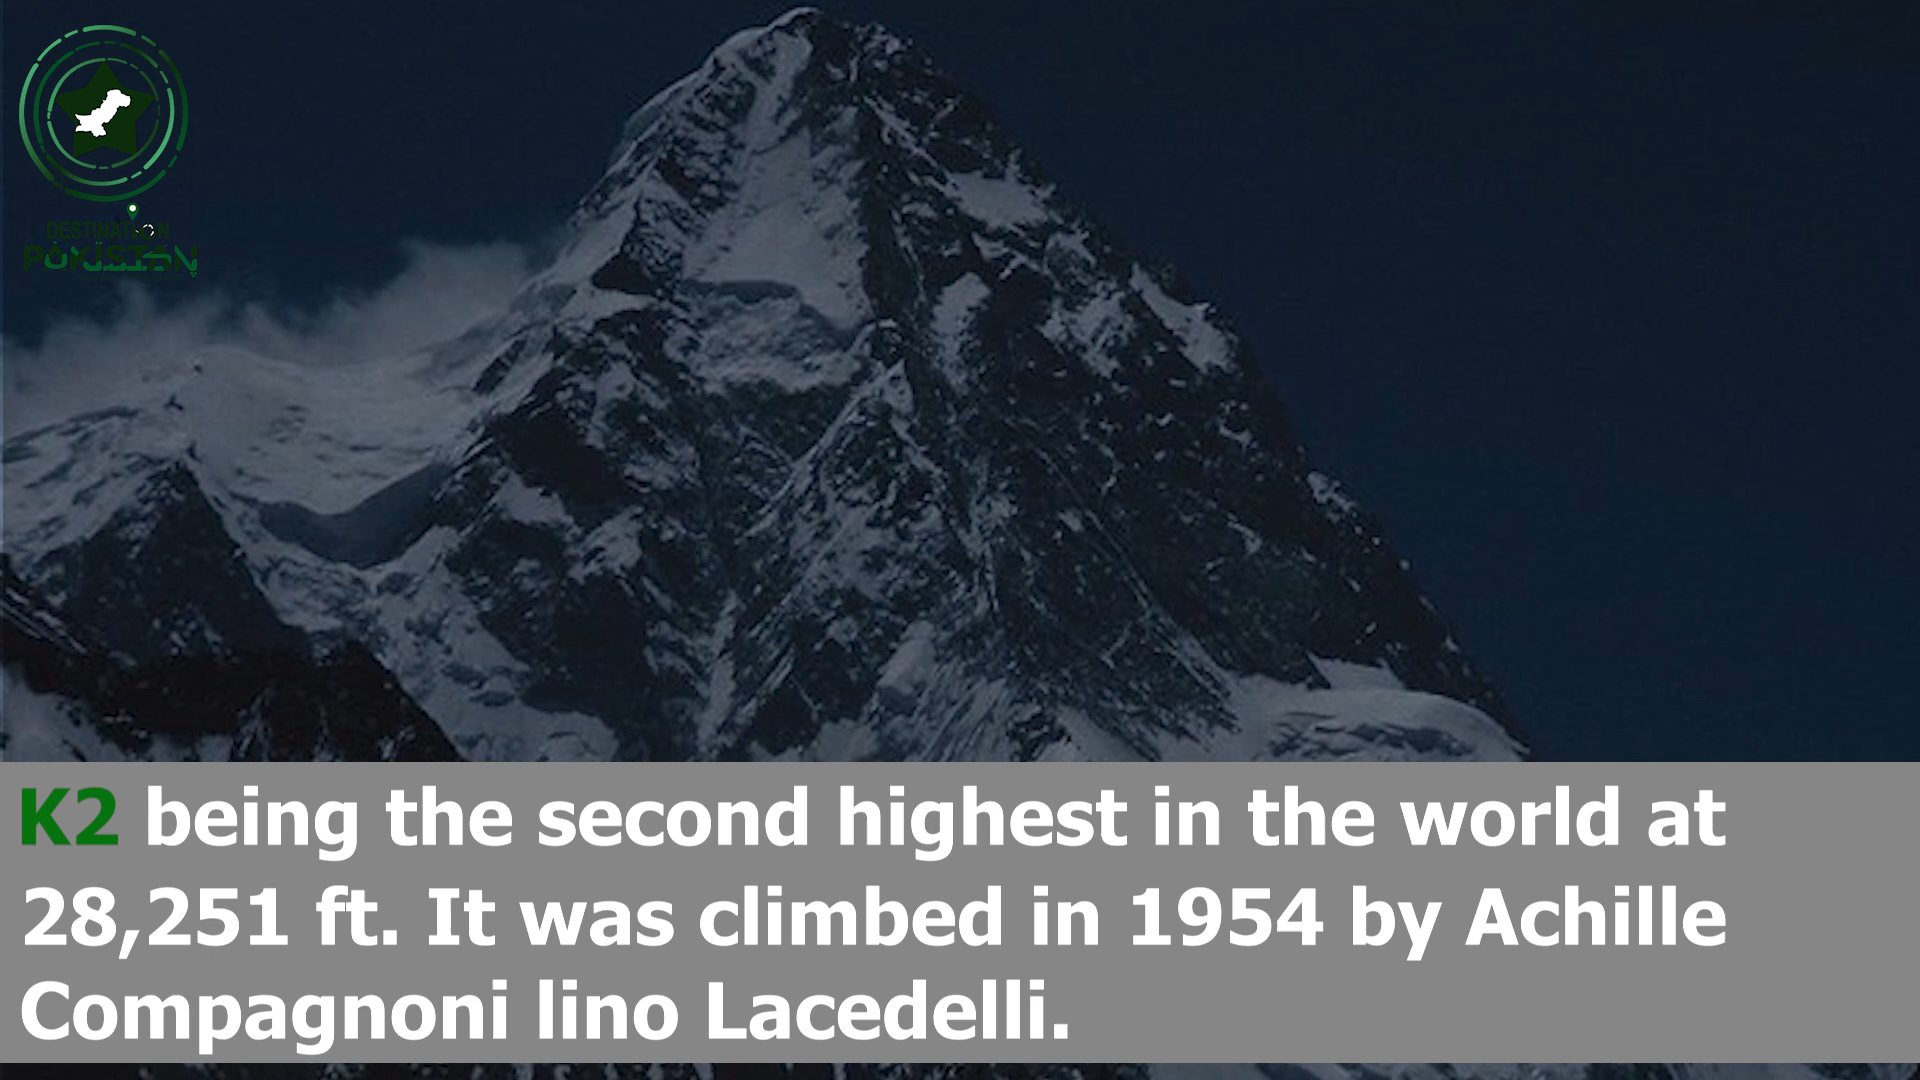 DESTINATION
PAKISTAN
K2 being the second highest in the world at
28,251 ft. It was climbed in 1954 by Achille
Compagnoni lino Lacedelli.